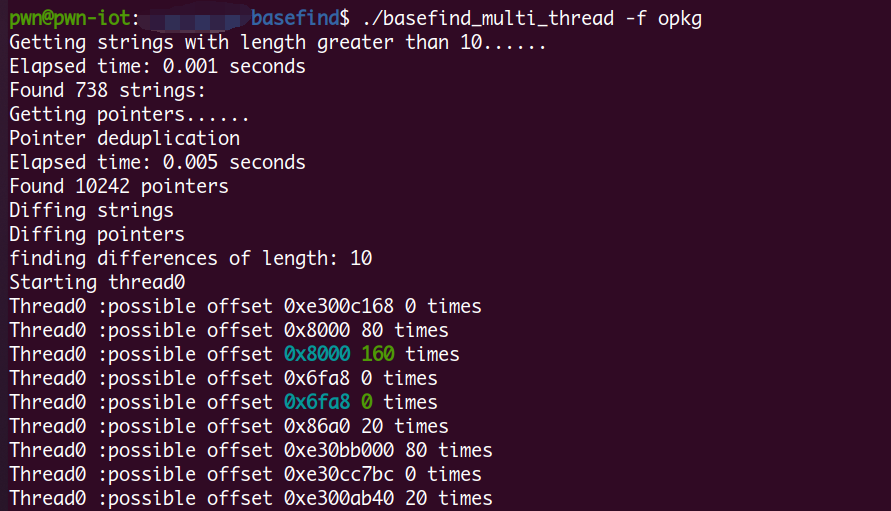 pwn@pwn-iot: basefind$ ./basefind_multi_thread -f opkg
Getting strings with length greater than 10......
Elapsed time: 0.001 seconds
Found 738 strings:
Getting pointers......
Pointer deduplication
Elapsed time: 0.005 seconds
Found 10242 pointers
Diffing strings
Diffing pointers
finding differences of length: 10
Starting thread0
Thread0 :possible offset 0xe300c168 0 times
Thread0 :possible offset 0x8000 80 times
Thread0 :possible offset 0x8000 160 times
Thread0 :possible offset 0x6fa8 0 times
Thread0 :possible offset 0x6fa8 0 times
Thread0 :possible offset 0x86a0 20 times
Thread0 :possible offset 0xe30bb000 80 times
Thread0 :possible offset 0xe30cc7bc 0 times
Thread0 :possible offset 0xe300ab40 20 times